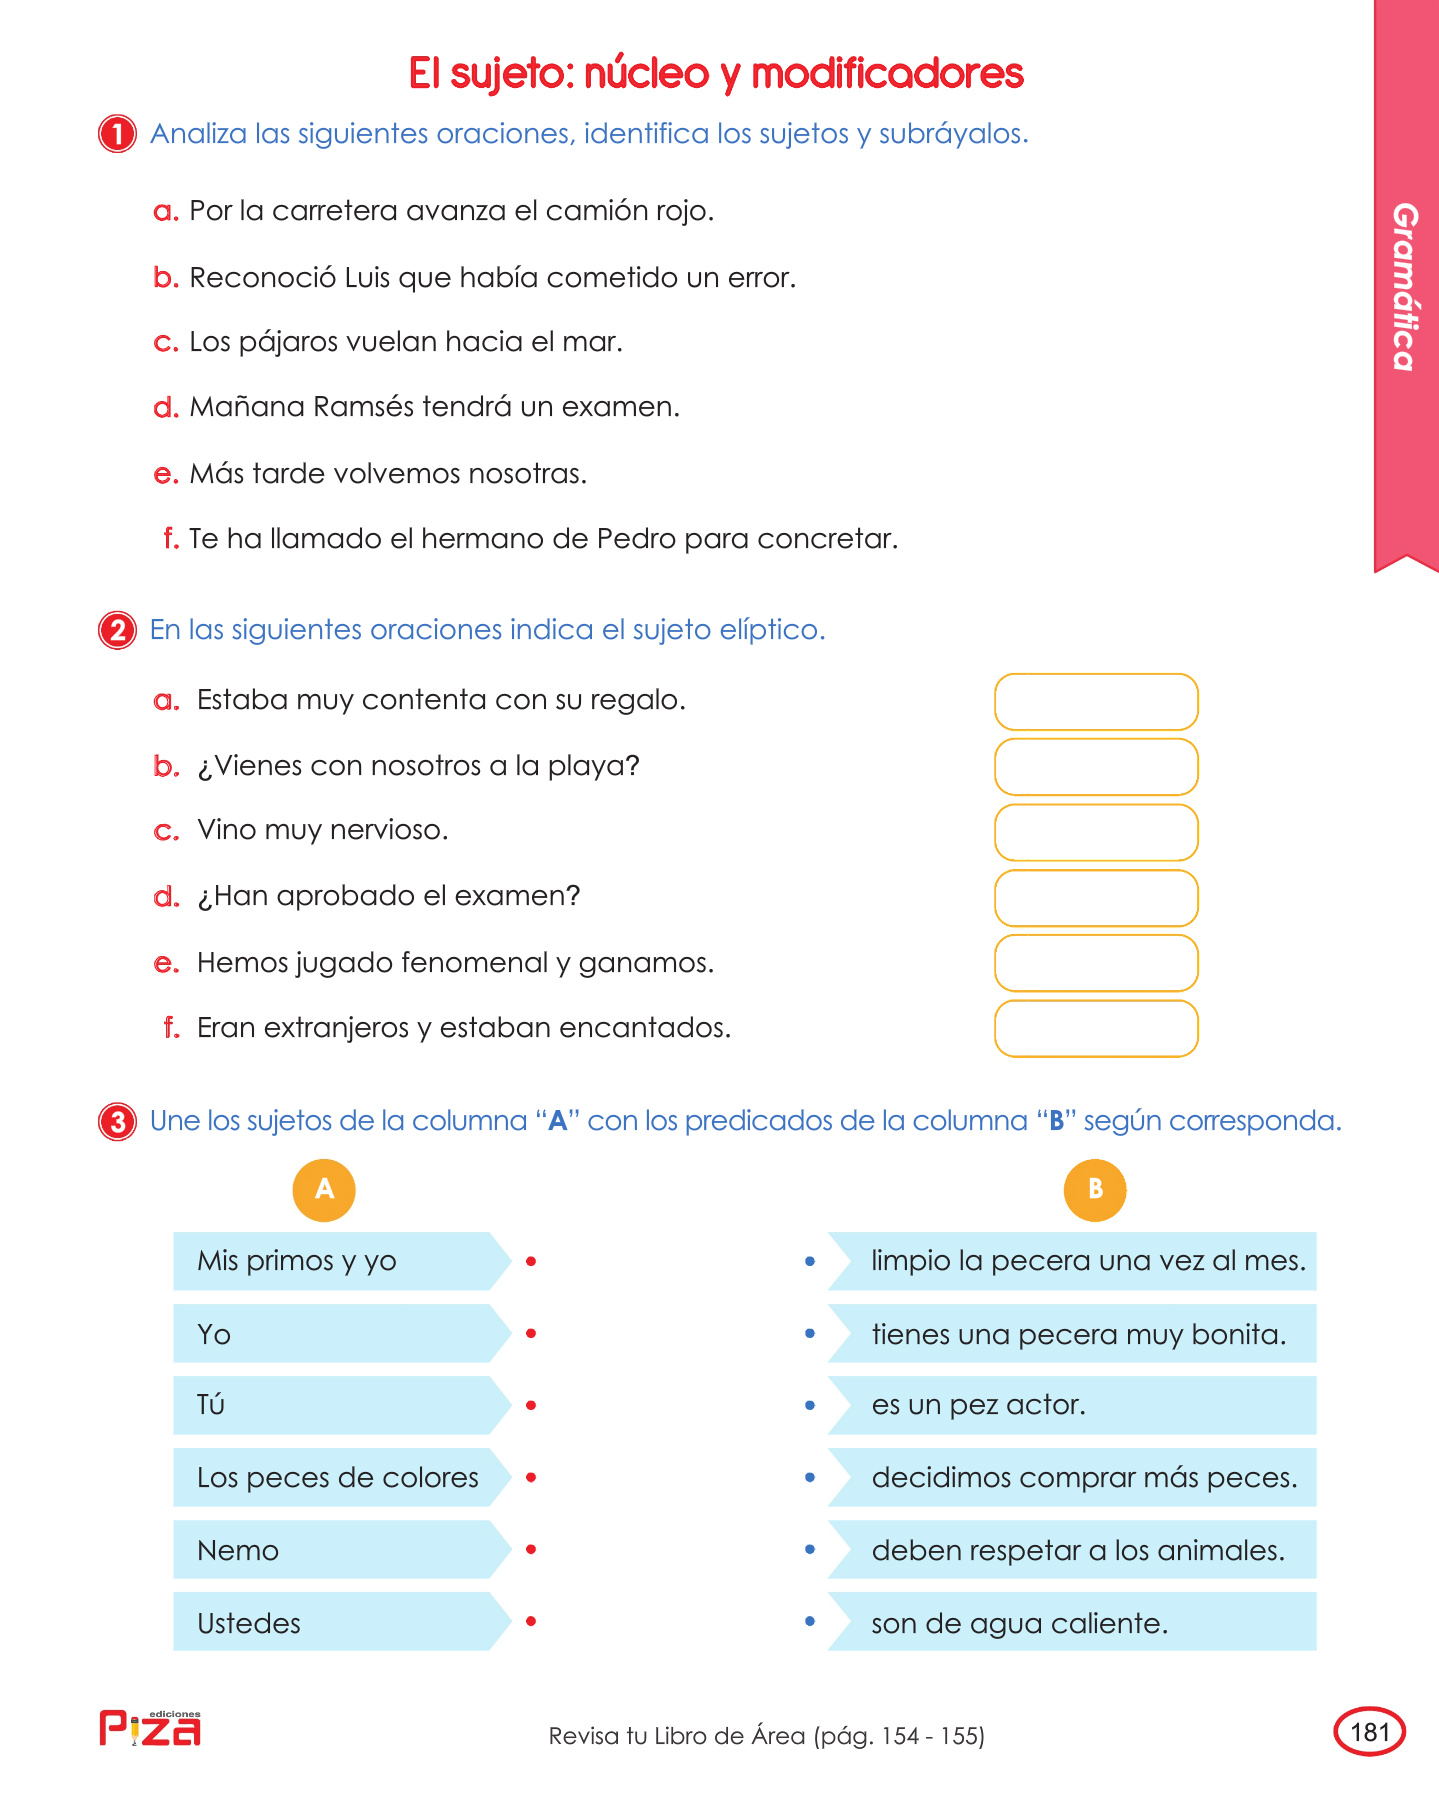 El sujeto: núcleo y modificadores
1 Analiza las siguientes oraciones, identifica los sujetos y subráyalos.
a. Por la carretera avanza el camión rojo.
b. Reconoció Luis que había cometido un error.
c. Los pájaros vuelan hacia el mar.
d. Mañana Ramsés tendrá un examen.
e. Más tarde volvemos nosotras.
f. Te ha llamado el hermano de Pedro para concretar.
Gramática
2 En las siguientes oraciones indica el sujeto elíptico.
a. Estaba muy contenta con su regalo.
b. ¿Vienes con nosotros a la playa?
c. Vino muy nervioso.
d. ¿Han aprobado el examen?
e. Hemos jugado fenomenal y ganamos.
f. Eran extranjeros y estaban encantados.
3 Une los sujetos de la columna “A” con los predicados de la columna “B” según corresponda.
A B
Mis primos y yo • • limpio la pecera una vez al mes.
Yo • • tienes una pecera muy bonita.
Tú • • es un pez actor.
Los peces de colores • • decidimos comprar más peces.
Nemo • • deben respetar a los animales.
Ustedes • • son de agua caliente.
ediciones
Piza
Revisa tu Libro de Área (pág. 154 - 155)
181